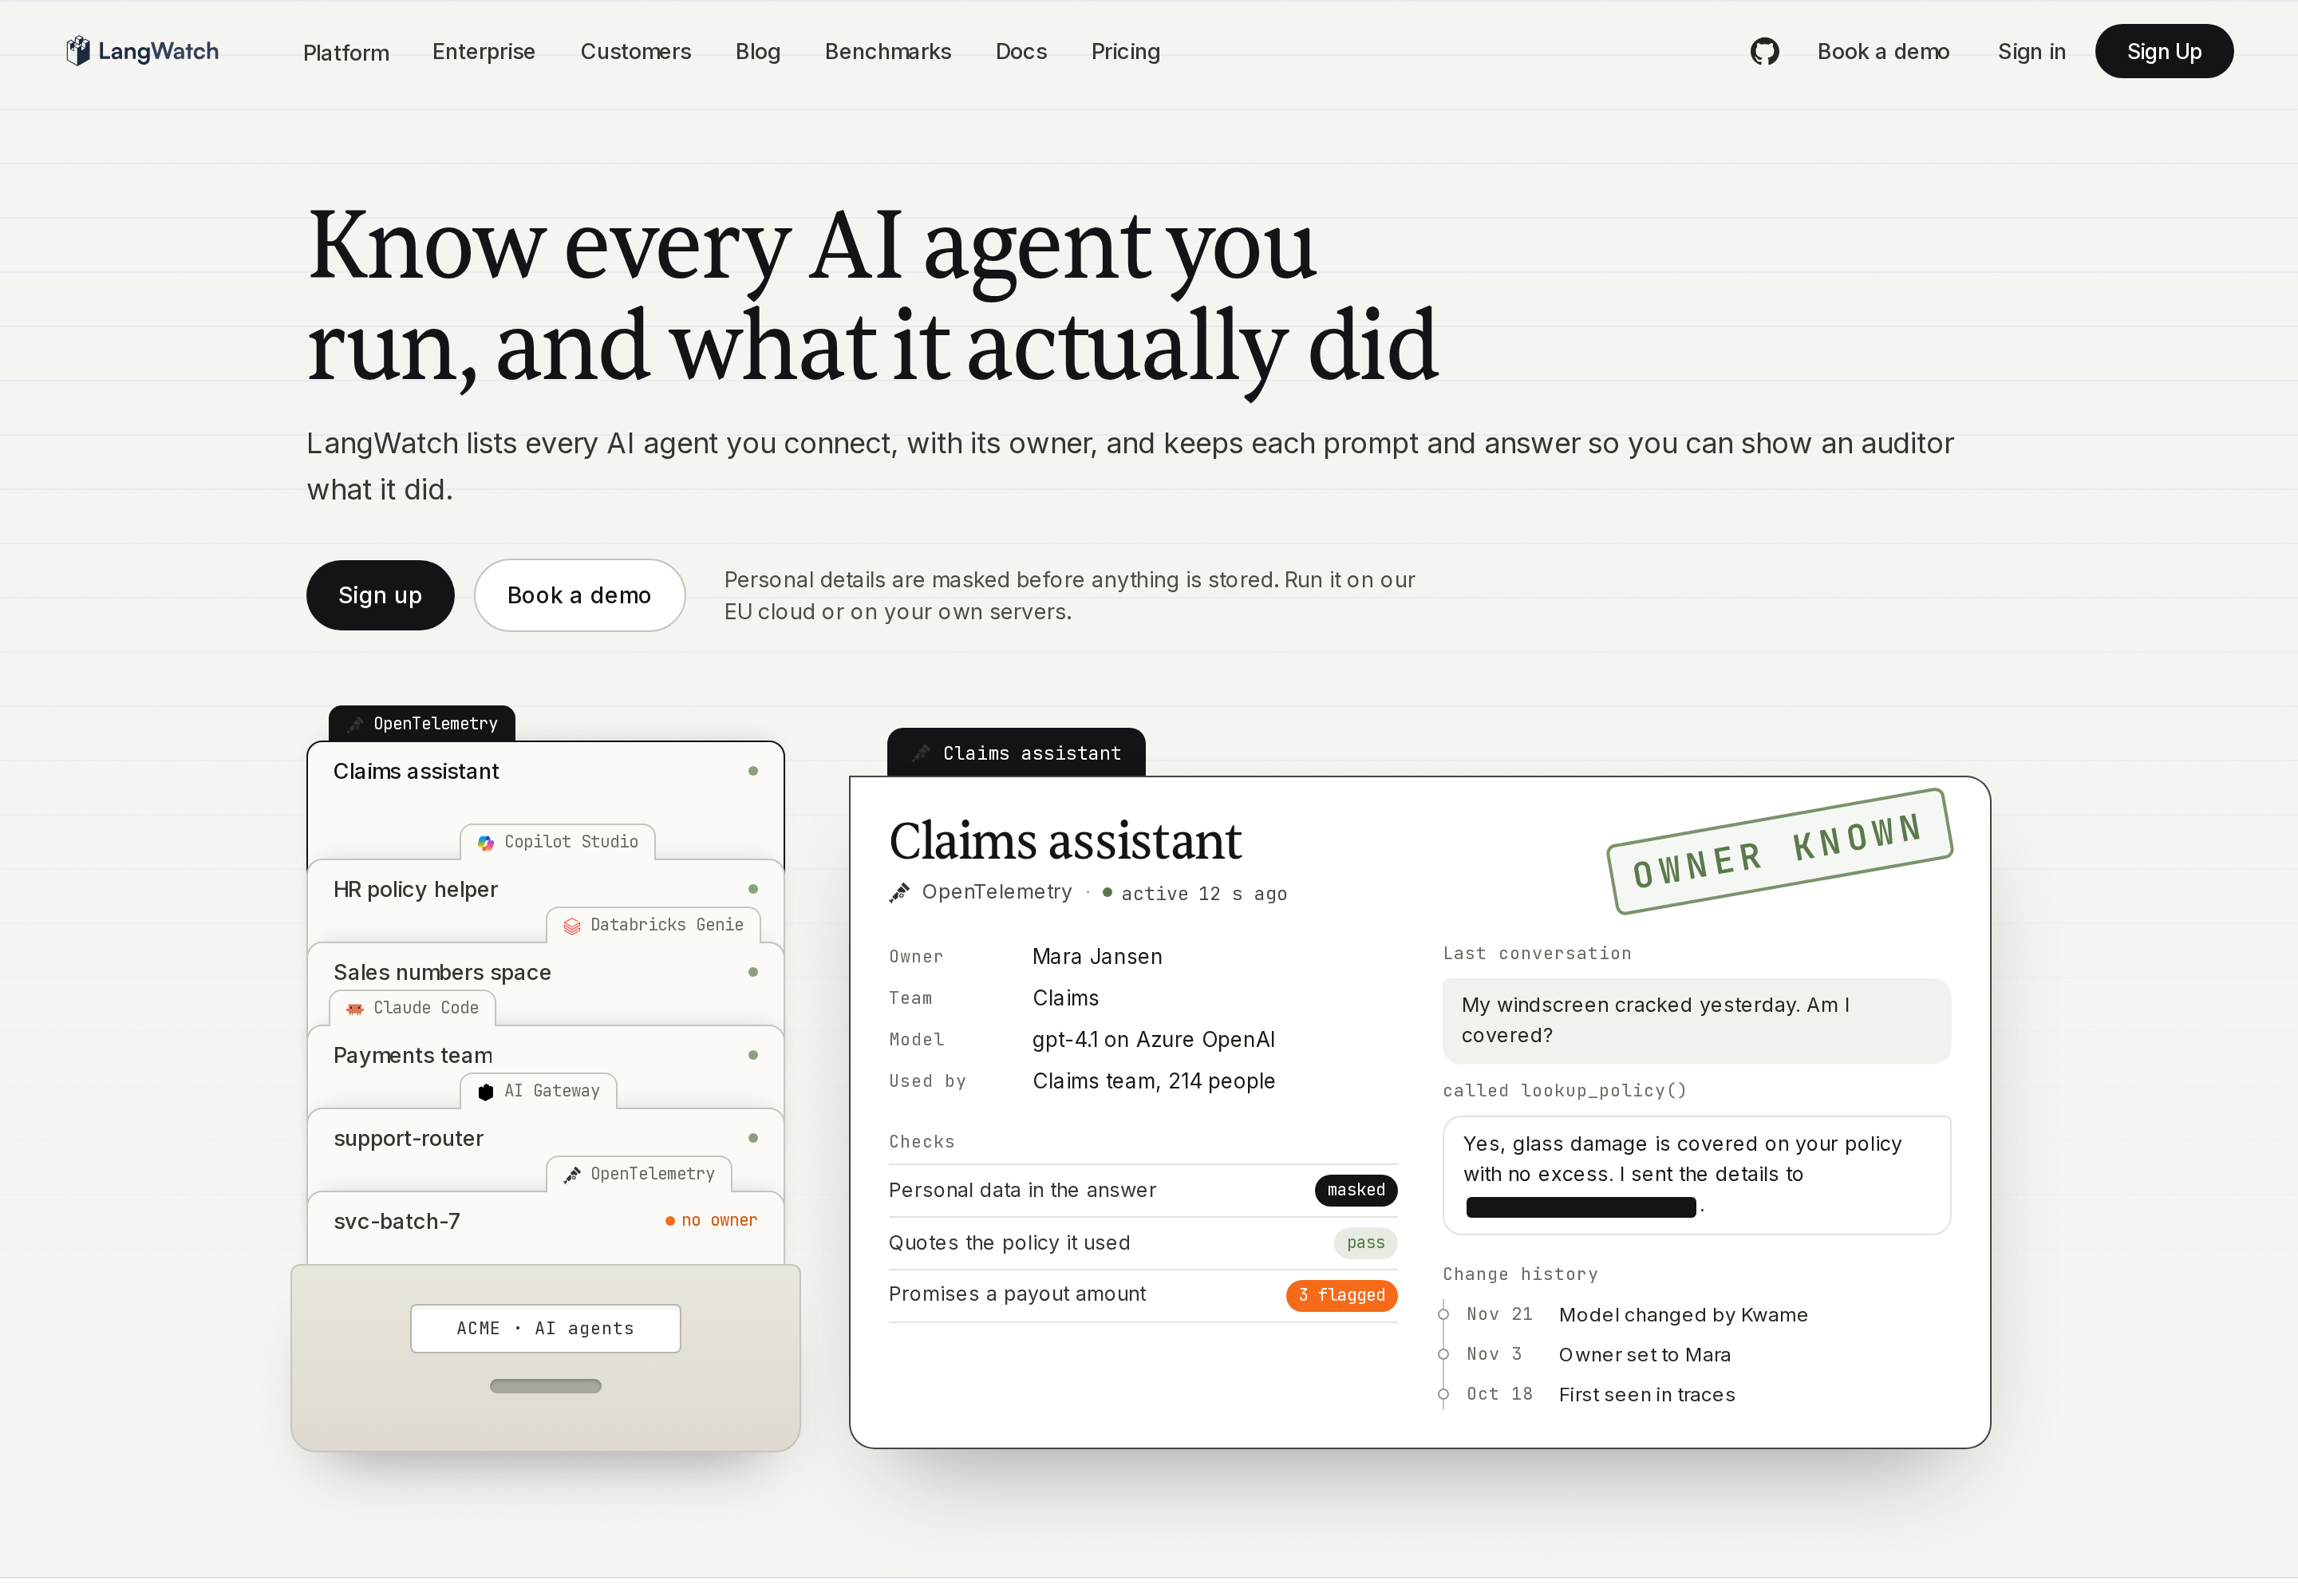 LangWatch
Platform
Enterprise
Customers
Blog
Benchmarks
Docs
Pricing
Book a demo
Sign in
Sign Up
Know every AI agent you
run, and what it actually did
LangWatch lists every AI agent you connect, with its owner, and keeps each prompt and answer so you can show an auditor
what it did.
Sign up
Book a demo
Personal details are masked before anything is stored. Run it on our
EU cloud or on your own servers.
OpenTelemetry
Claims assistant
Copilot Studio
HR policy helper
Databricks Genie
Sales numbers space
Claude Code
Payments team
AI Gateway
support-router
OpenTelemetry
svc-batch-7
no owner
ACME · AI agents
Claims assistant
Claims assistant
OWNER KNOWN
OpenTelemetry · active 12 s ago
Owner Mara Jansen
Team Claims
Model gpt-4.1 on Azure OpenAI
Used by Claims team, 214 people
Checks
Personal data in the answer masked
Quotes the policy it used pass
Promises a payout amount 3 flagged
Last conversation
My windscreen cracked yesterday. Am I
covered?
called lookup_policy()
Yes, glass damage is covered on your policy
with no excess. I sent the details to
.
Change history
Nov 21 Model changed by Kwame
Nov 3 Owner set to Mara
Oct 18 First seen in traces